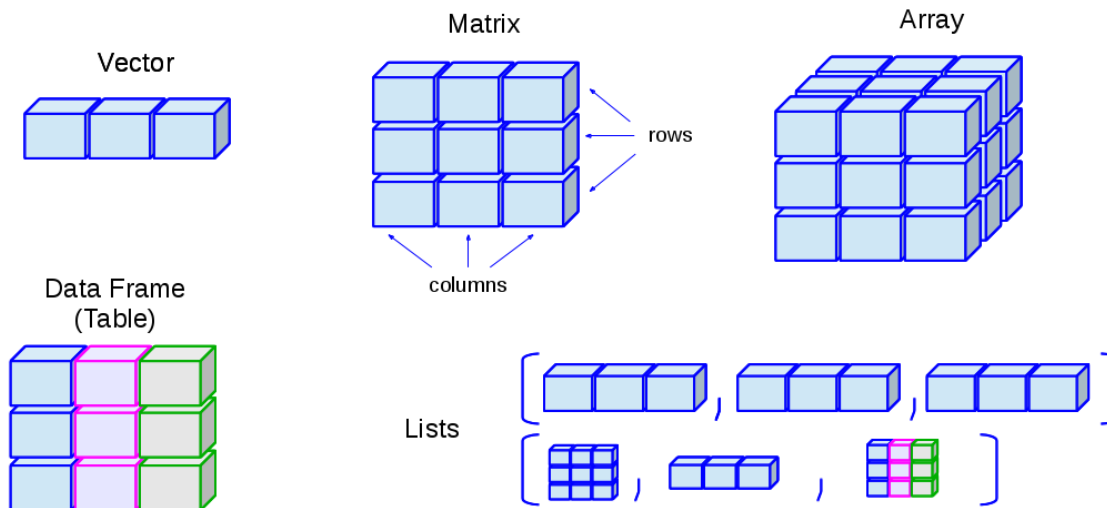 Vector
Matrix
Array
rows
columns
Data Frame
(Table)
Lists